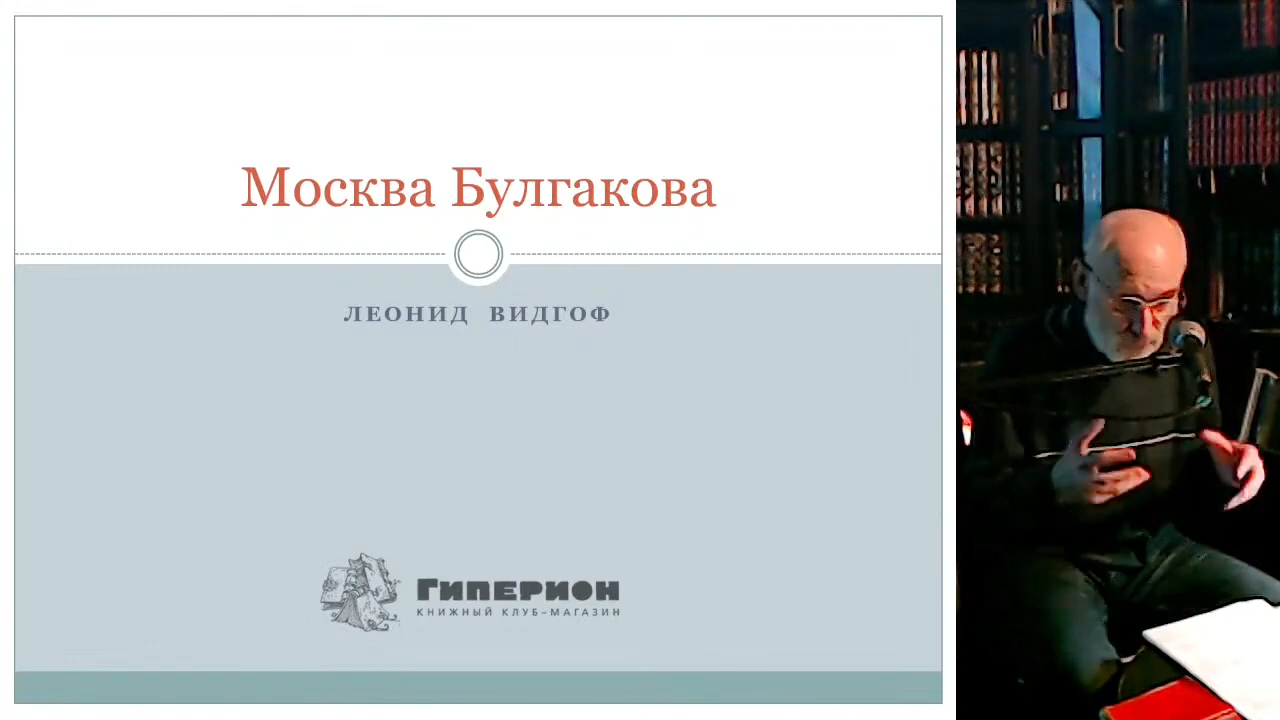 Москва Булгакова
ЛЕОНИД ВИДГОФ
ГИПЕРИОН
КНИЖНЫЙ КЛУБ-МАГАЗИН